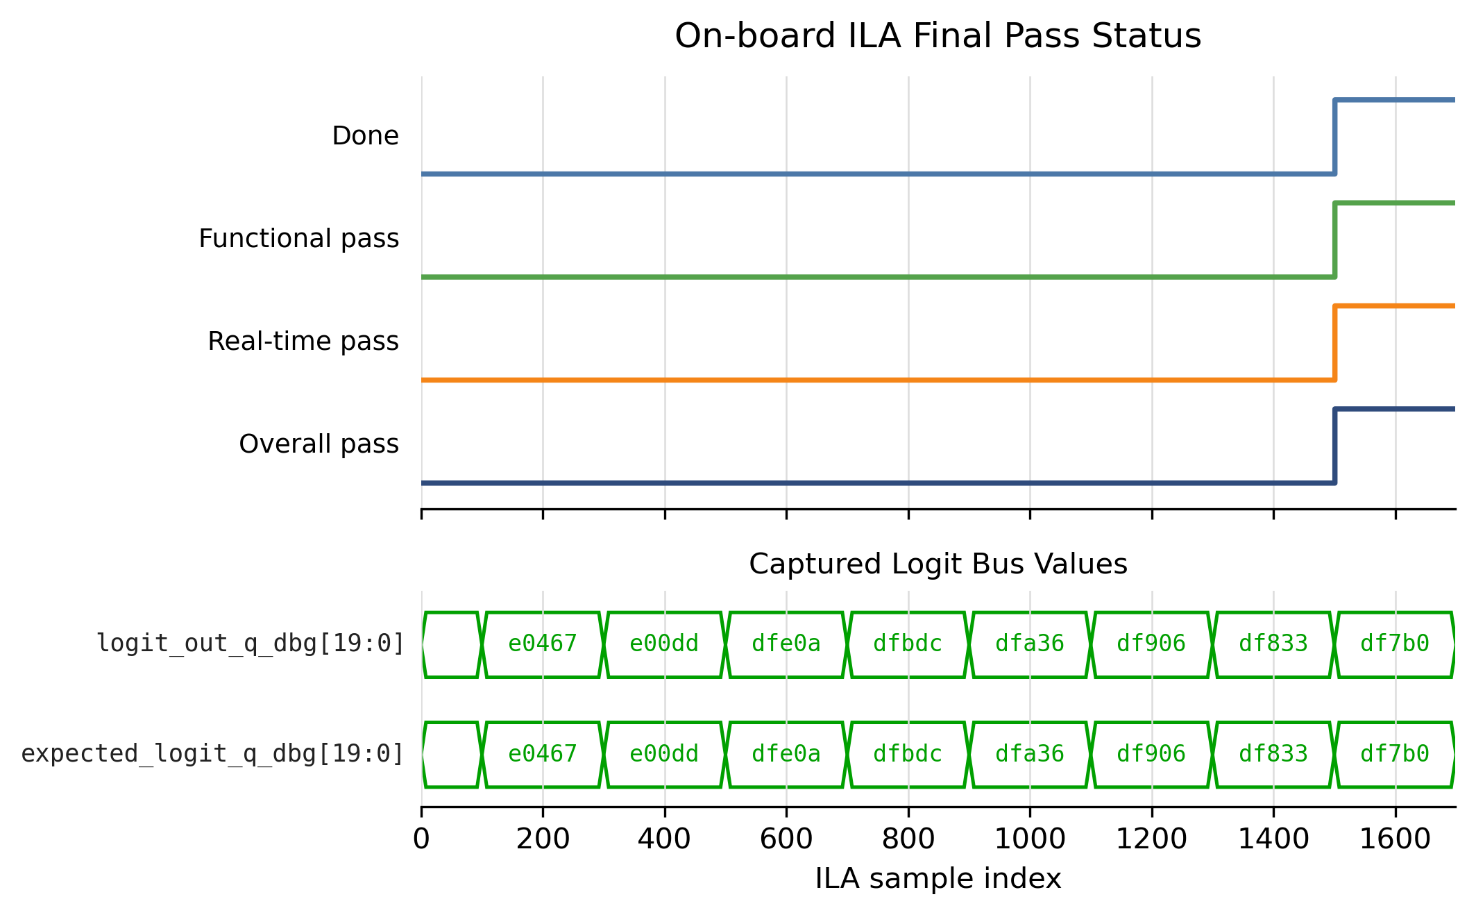 On-board ILA Final Pass Status
Done
Functional pass
Real-time pass
Overall pass
Captured Logit Bus Values
logit_out_q_dbg[19:0] e0467 e00dd dfe0a dfbdc dfa36 df906 df833 df7b0
expected_logit_q_dbg[19:0] e0467 e00dd dfe0a dfbdc dfa36 df906 df833 df7b0
0 200 400 600 800 1000 1200 1400 1600
ILA sample index